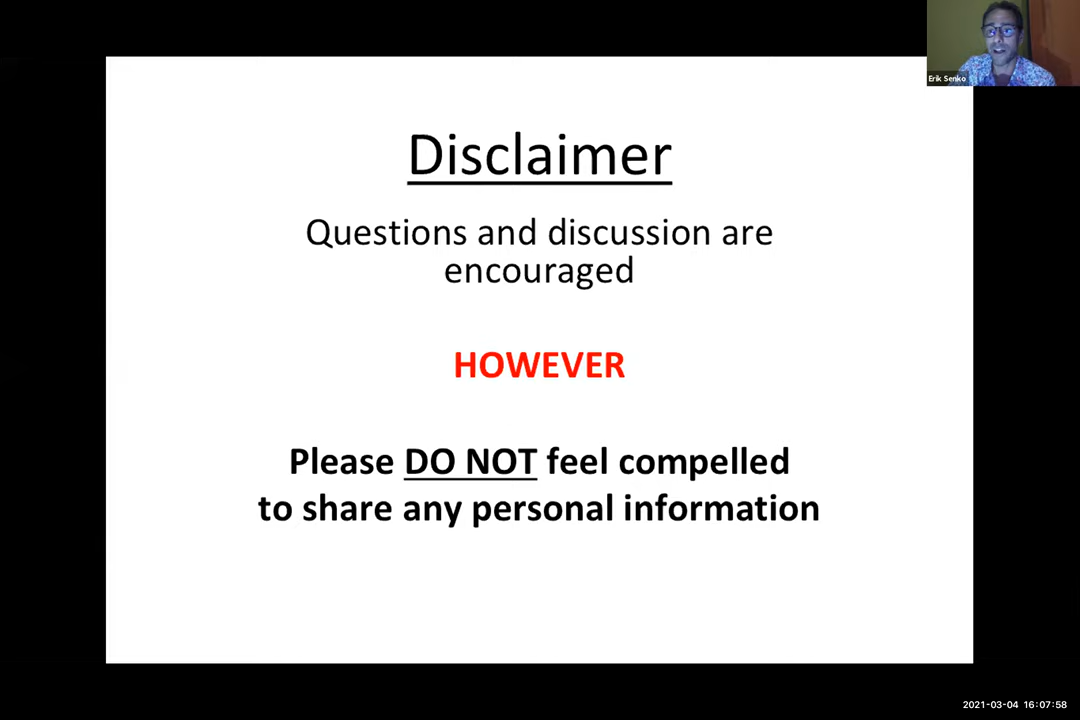 Erik Senko
Disclaimer
Questions and discussion are
encouraged
HOWEVER
Please DO NOT feel compelled
to share any personal information
2021-03-04 16:07:58